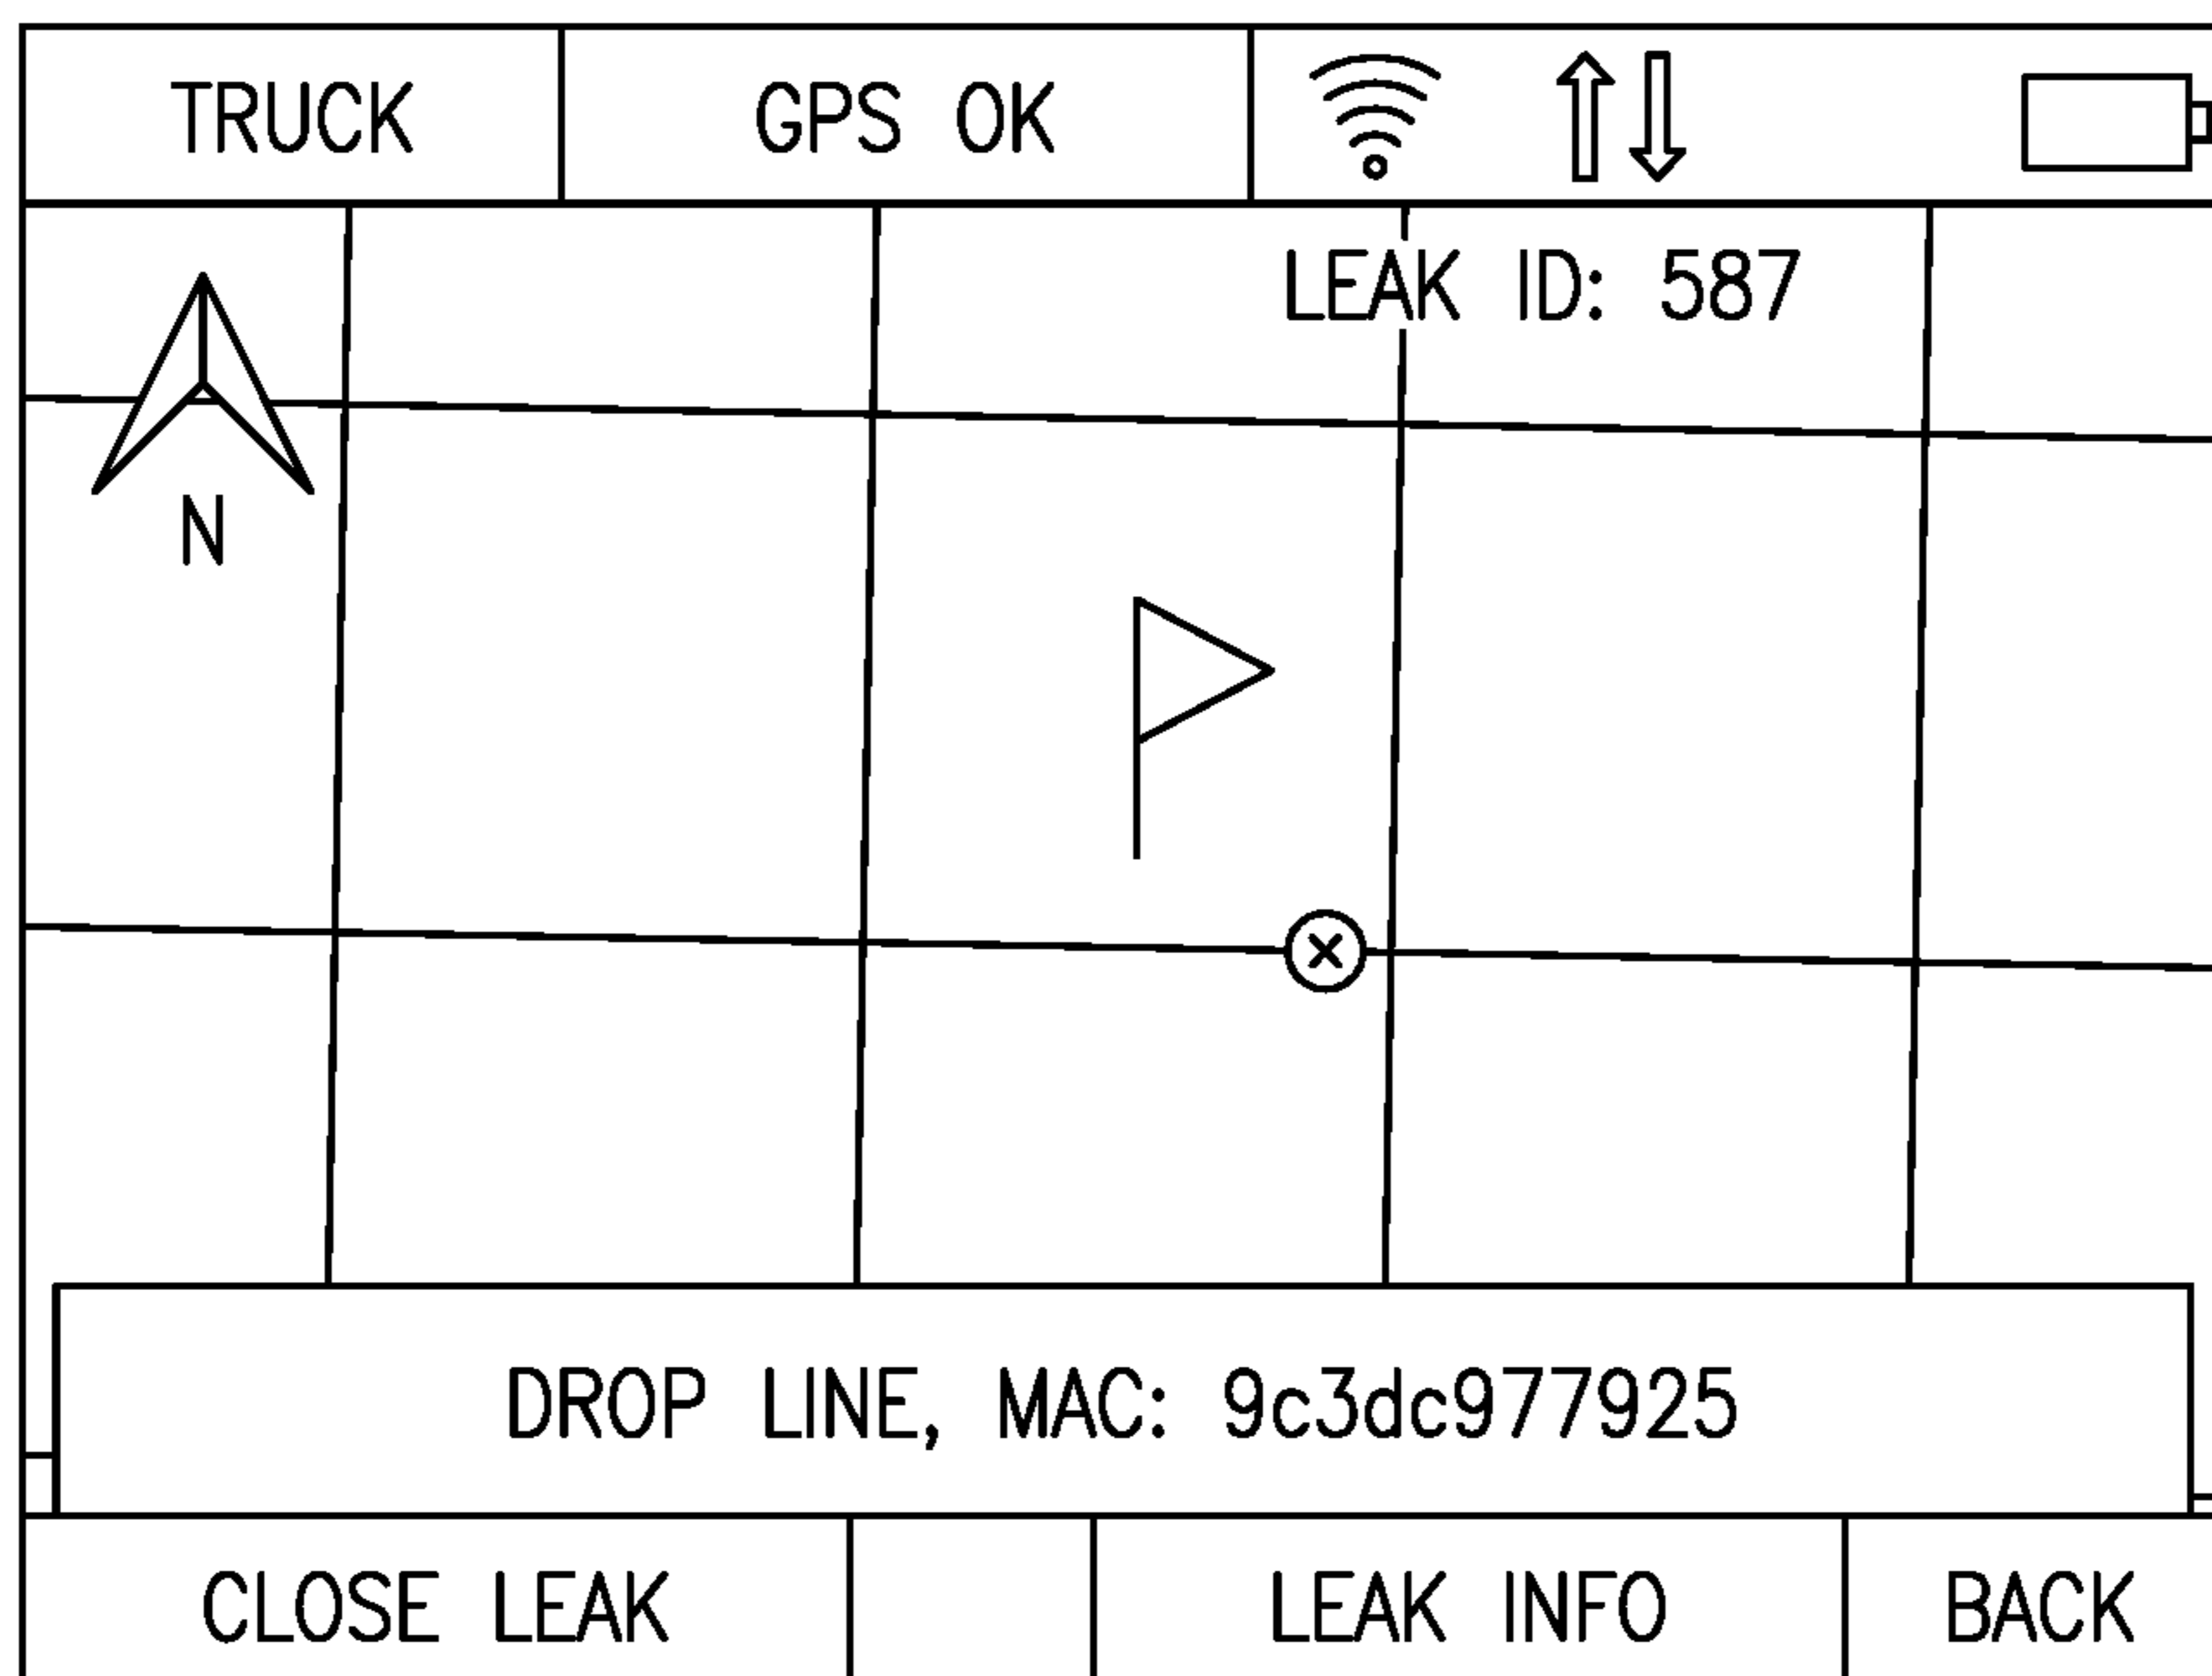 TRUCK GPS OK
LEAK ID: 587
N
DROP LINE, MAC: 9c3dc977925
CLOSE LEAK LEAK INFO BACK